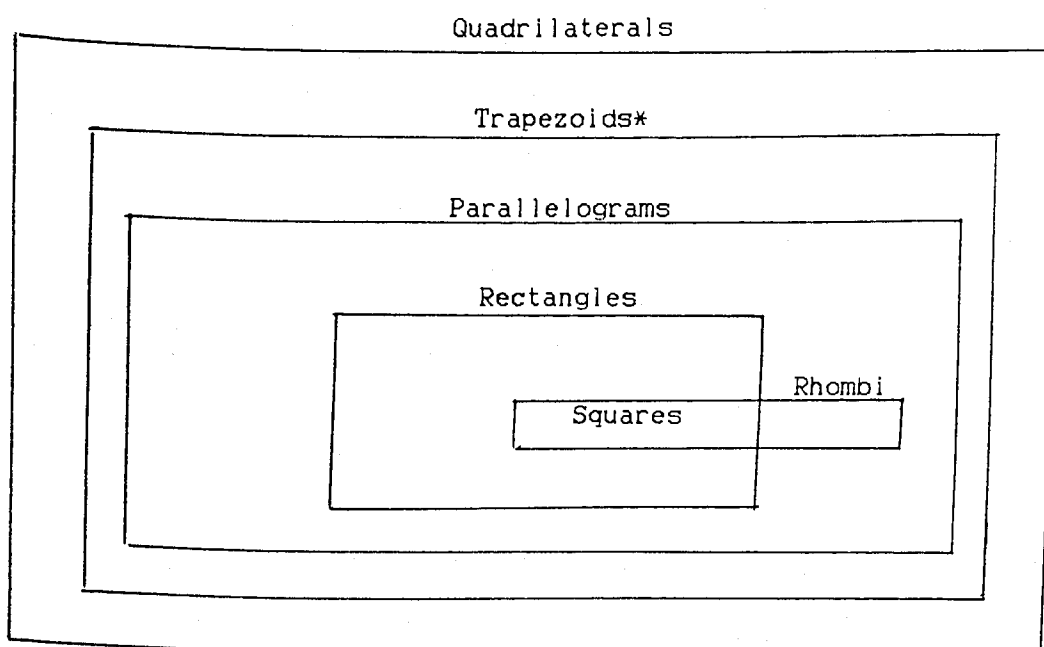 Quadrilaterals
Trapezoids*
Parallelograms
Rectangles
Rhombi
Squares